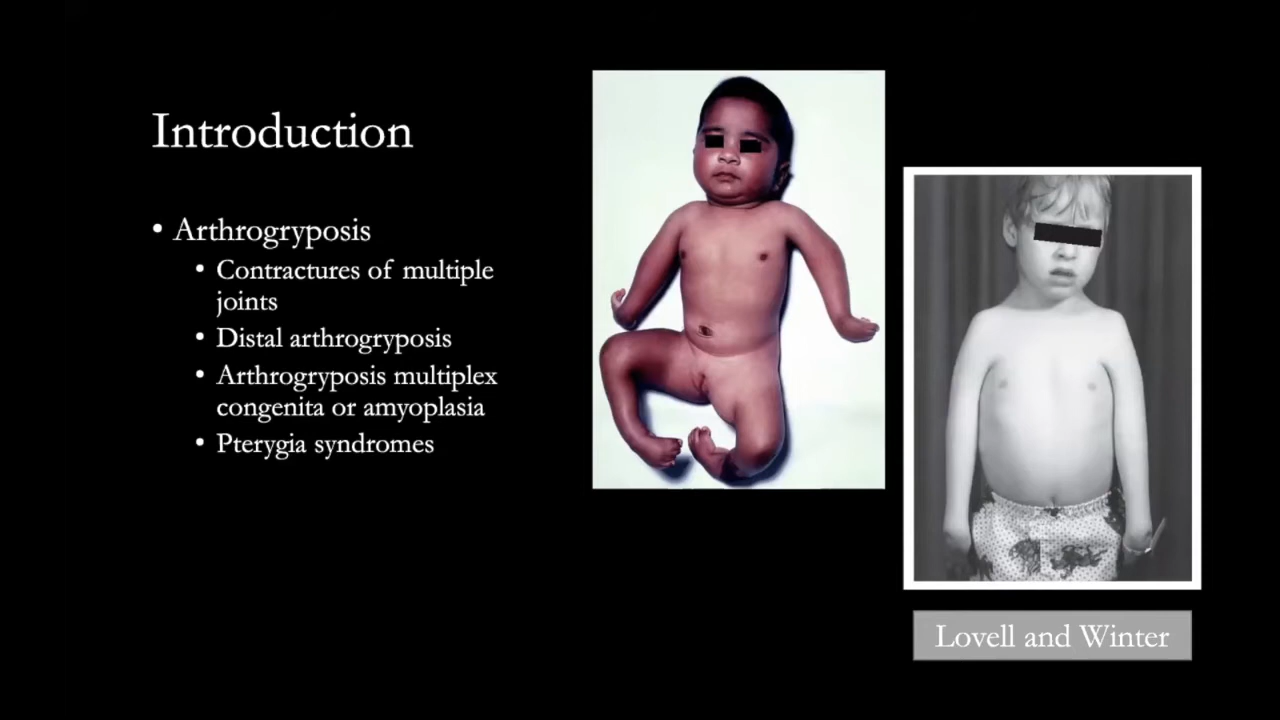 Introduction
• Arthrogryposis
• Contractures of multiple
joints
• Distal arthrogryposis
• Arthrogryposis multiplex
congenita or amyoplasia
• Pterygia syndromes
Lovell and Winter